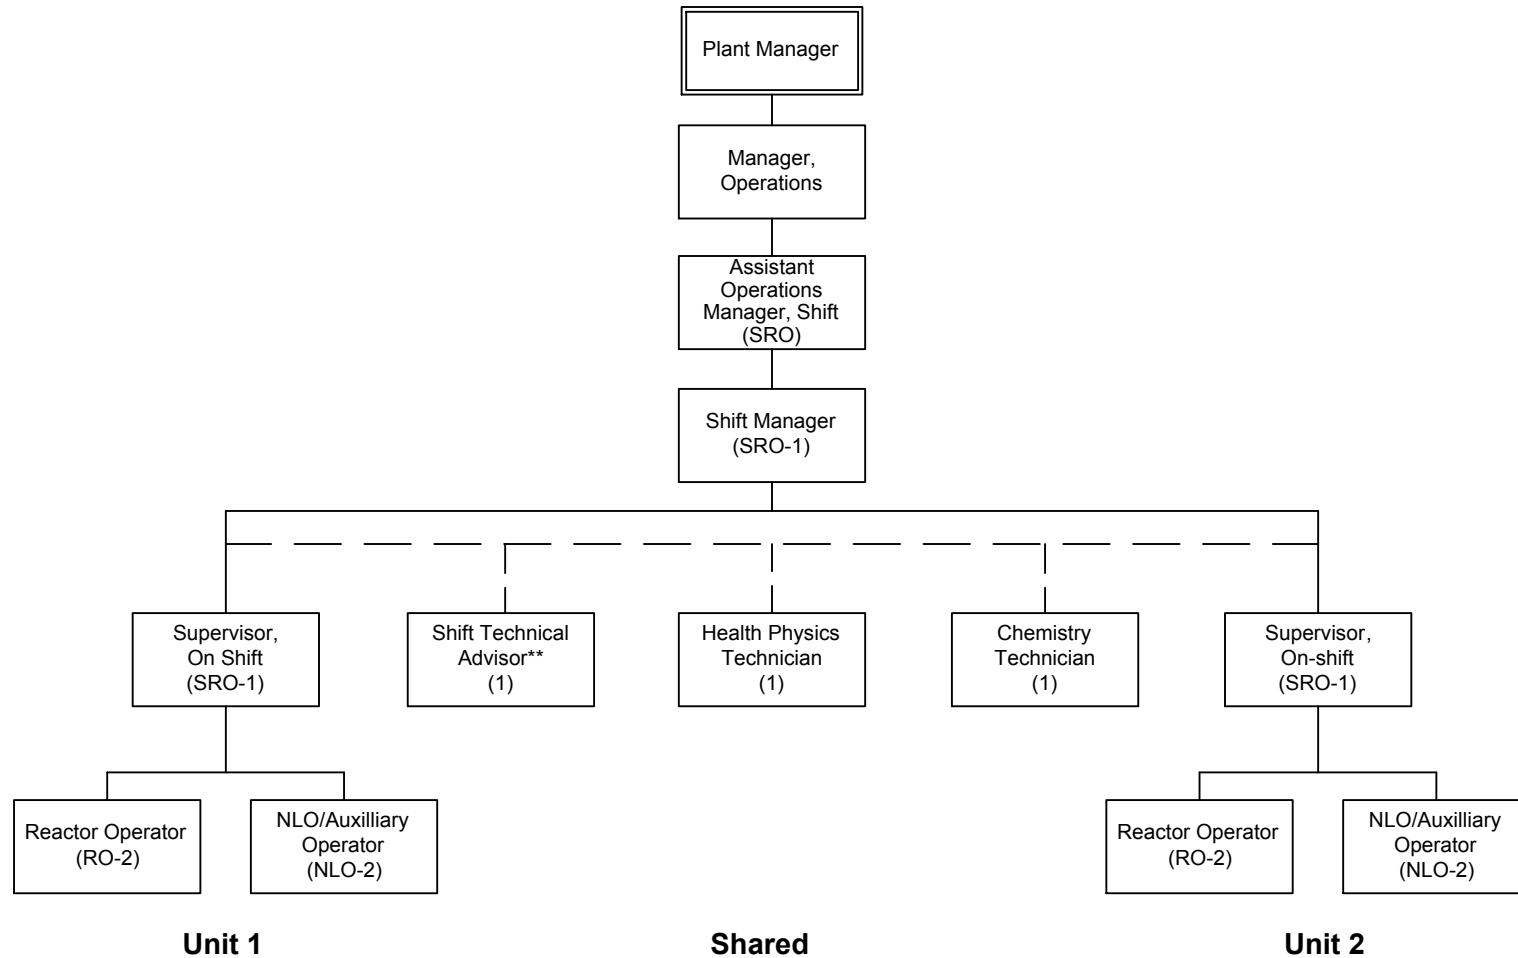 Plant Manager
Manager,
Operations
Assistant
Operations
Manager, Shift
(SRO)
Shift Manager
(SRO-1)
Supervisor,
On Shift
(SRO-1)
Shift Technical
Advisor**
(1)
Health Physics
Technician
(1)
Chemistry
Technician
(1)
Supervisor,
On-shift
(SRO-1)
Reactor Operator
(RO-2)
NLO/Auxilliary
Operator
(NLO-2)
Reactor Operator
(RO-2)
NLO/Auxilliary
Operator
(NLO-2)
Unit 1
Shared
Unit 2